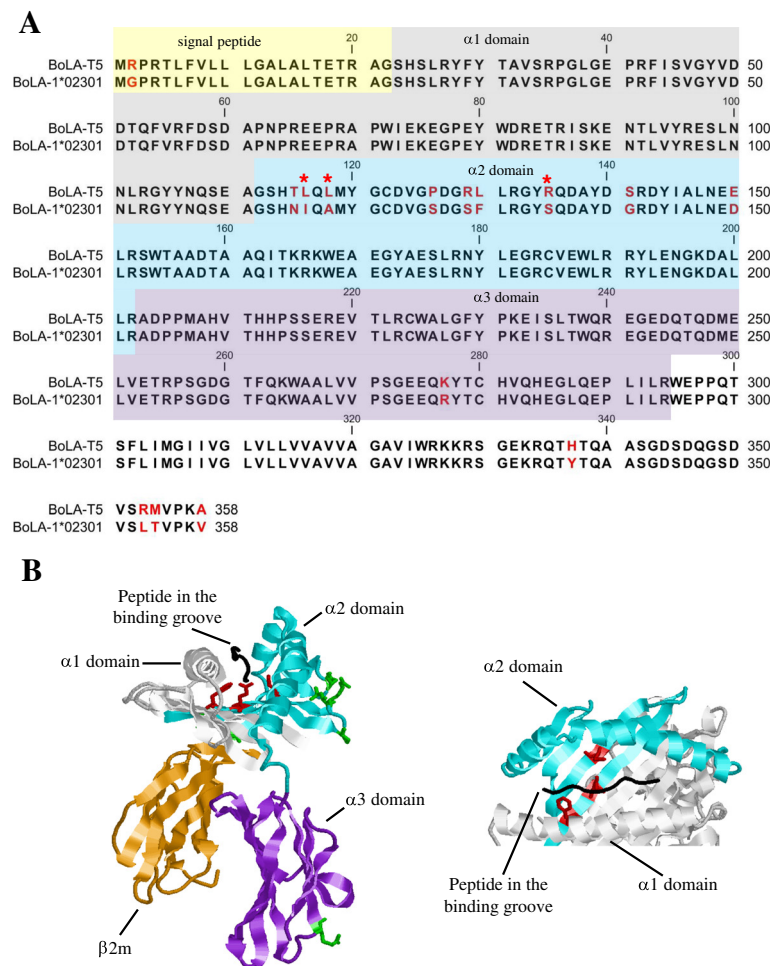 A
signal peptide 20 α1 domain 40
BoLA-T5 MRPRTLFVLL LGALALTETR AGSHSLRYFY TAVSRPGLGE PRFISVGYVD 50
BoLA-1*02301 MGPRTLFVLL LGALALTETR AGSHSLRYFY TAVSRPGLGE PRFISVGYVD 50
60 80 100
BoLA-T5 DTQFVRFDSD APNPREEPRA PWIEKEGPEY WDRETRISKE NTLVYRESLN 100
BoLA-1*02301 DTQFVRFDSD APNPREEPRA PWIEKEGPEY WDRETRISKE NTLVYRESLN 100
* * 120 α2 domain * 140
BoLA-T5 NLRGYYNQSE AGSHTLQLMY GCDVGPDGRL LRGYRQDAYD SRDYIALNEE 150
BoLA-1*02301 NLRGYYNQSE AGSHNIQAMY GCDVGSDGSF LRGYSQDAYD GRDYIALNED 150
160 180 200
BoLA-T5 LRSWTAADTA AQITKRKWEA EGYAESLRNY LEGRCVEWLR RYLENGKDAL 200
BoLA-1*02301 LRSWTAADTA AQITKRKWEA EGYAESLRNY LEGRCVEWLR RYLENGKDAL 200
220 α3 domain 240
BoLA-T5 LRADPPMAHV THHPSSEREV TLRCWALGFY PKEISLTWQR EGEDQTQDME 250
BoLA-1*02301 LRADPPMAHV THHPSSEREV TLRCWALGFY PKEISLTWQR EGEDQTQDME 250
260 280 300
BoLA-T5 LVETRPSGDG TFQKWAALVV PSGEEQKYTC HVQHEGLQEP LILRWEPPQT 300
BoLA-1*02301 LVETRPSGDG TFQKWAALVV PSGEEQRYTC HVQHEGLQEP LILRWEPPQT 300
320 340
BoLA-T5 SFLIMGIIVG LVLLVVAVVA GAVIWRKKRS GEKRQTHTQA ASGDSDQGSD 350
BoLA-1*02301 SFLIMGIIVG LVLLVVAVVA GAVIWRKKRS GEKRQTYTQA ASGDSDQGSD 350
BoLA-T5 VSRMVPKA 358
BoLA-1*02301 VSLTVPKV 358
B
Peptide in the
binding groove
α2 domain
α1 domain
α3 domain
β2m
α2 domain
Peptide in the
binding groove
α1 domain